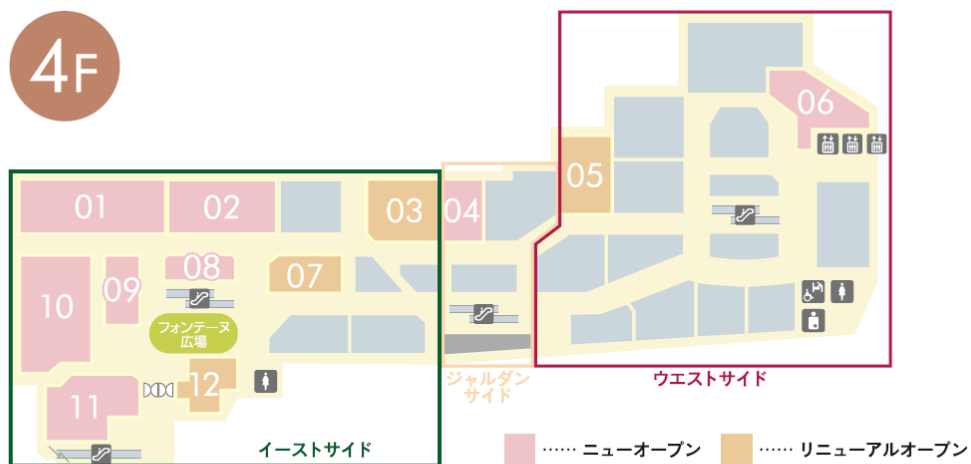 4F
06
05
01
02
03
04
08
07
09
10
フォンテーヌ
広場
12
11
ジャルダン
サイド
ウエストサイド
イーストサイド
…… ニューオープン
…… リニューアルオープン